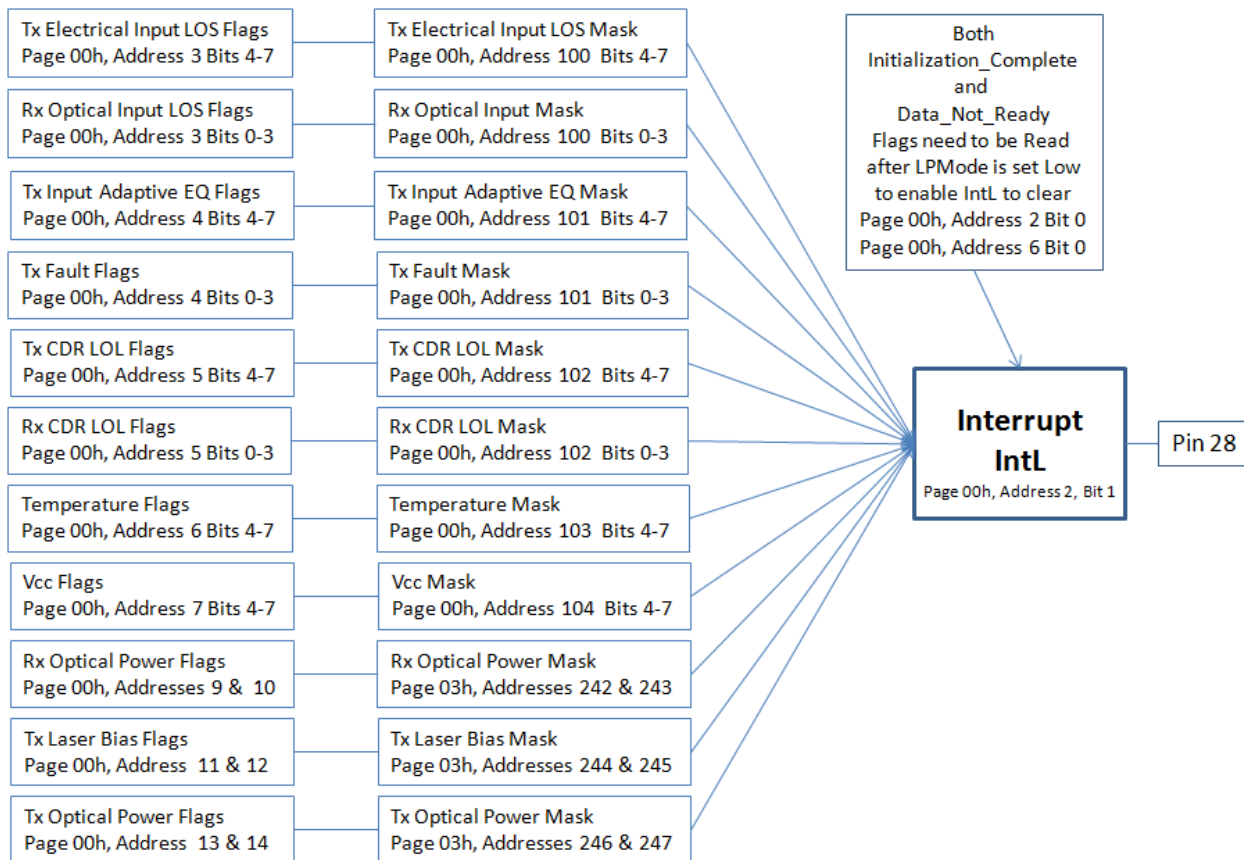 Tx Electrical Input LOS Flags
Page 00h, Address 3 Bits 4-7
Tx Electrical Input LOS Mask
Page 00h, Address 100 Bits 4-7
Rx Optical Input LOS Flags
Page 00h, Address 3 Bits 0-3
Rx Optical Input Mask
Page 00h, Address 100 Bits 0-3
Tx Input Adaptive EQ Flags
Page 00h, Address 4 Bits 4-7
Tx Input Adaptive EQ Mask
Page 00h, Address 101 Bits 4-7
Tx Fault Flags
Page 00h, Address 4 Bits 0-3
Tx Fault Mask
Page 00h, Address 101 Bits 0-3
Tx CDR LOL Flags
Page 00h, Address 5 Bits 4-7
Tx CDR LOL Mask
Page 00h, Address 102 Bits 4-7
Rx CDR LOL Flags
Page 00h, Address 5 Bits 0-3
Rx CDR LOL Mask
Page 00h, Address 102 Bits 0-3
Temperature Flags
Page 00h, Address 6 Bits 4-7
Temperature Mask
Page 00h, Address 103 Bits 4-7
Vcc Flags
Page 00h, Address 7 Bits 4-7
Vcc Mask
Page 00h, Address 104 Bits 4-7
Rx Optical Power Flags
Page 00h, Addresses 9 & 10
Rx Optical Power Mask
Page 03h, Addresses 242 & 243
Tx Laser Bias Flags
Page 00h, Address 11 & 12
Tx Laser Bias Mask
Page 03h, Addresses 244 & 245
Tx Optical Power Flags
Page 00h, Address 13 & 14
Tx Optical Power Mask
Page 03h, Addresses 246 & 247
Both
Initialization_Complete
and
Data_Not_Ready
Flags need to be Read
after LPMode is set Low
to enable IntL to clear
Page 00h, Address 2 Bit 0
Page 00h, Address 6 Bit 0
Interrupt
IntL
Page 00h, Address 2, Bit 1
Pin 28